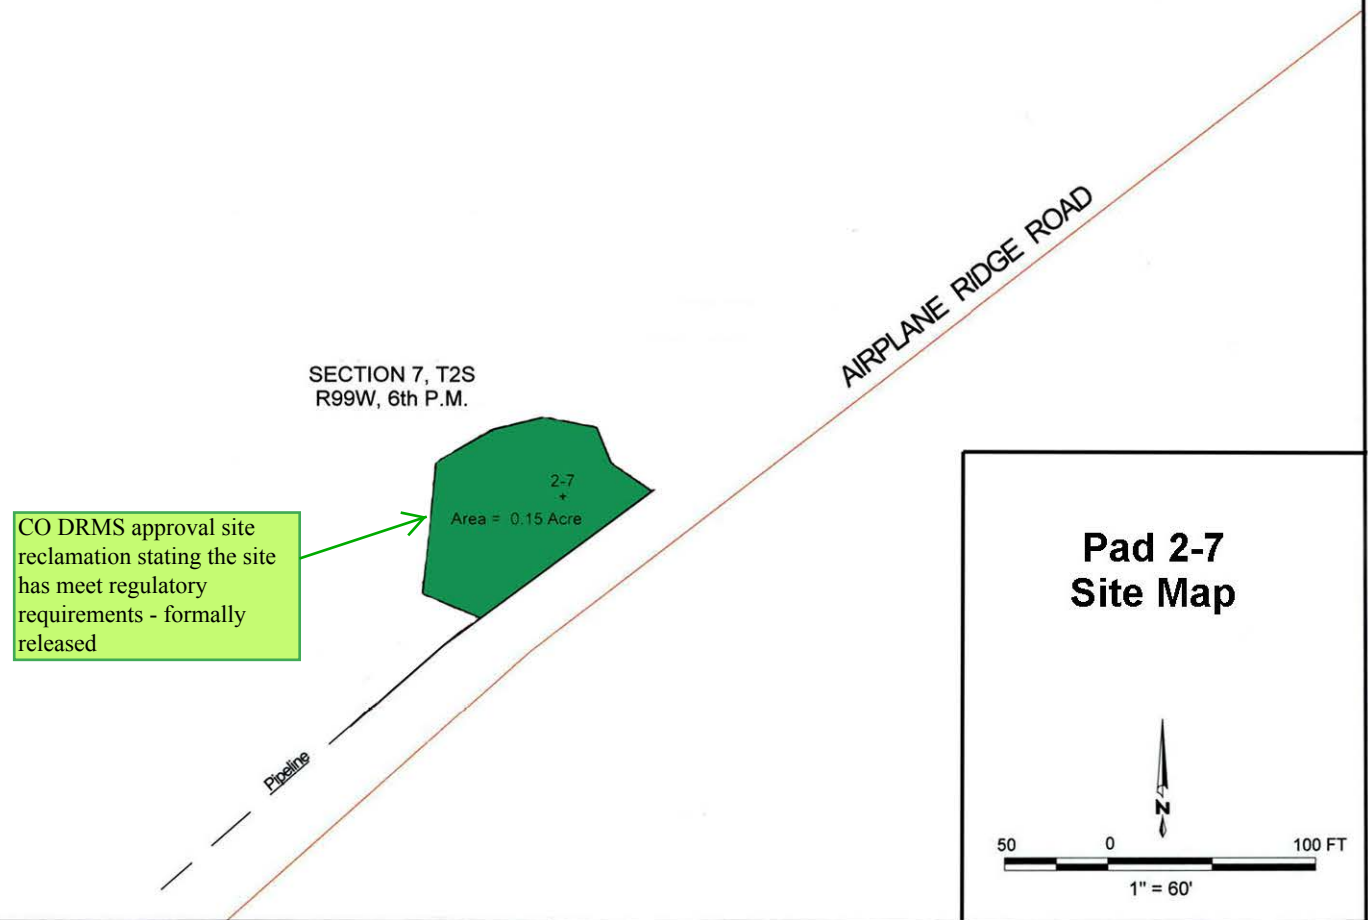 AIRPLANE RIDGE ROAD
SECTION 7, T2S
R99W, 6th P.M.
2-7
+
Area = 0.15 Acre
CO DRMS approval site
reclamation stating the site
has meet regulatory
requirements - formally
released
Pipeline
Pad 2-7
Site Map
N
50 0 100 FT
1" = 60'